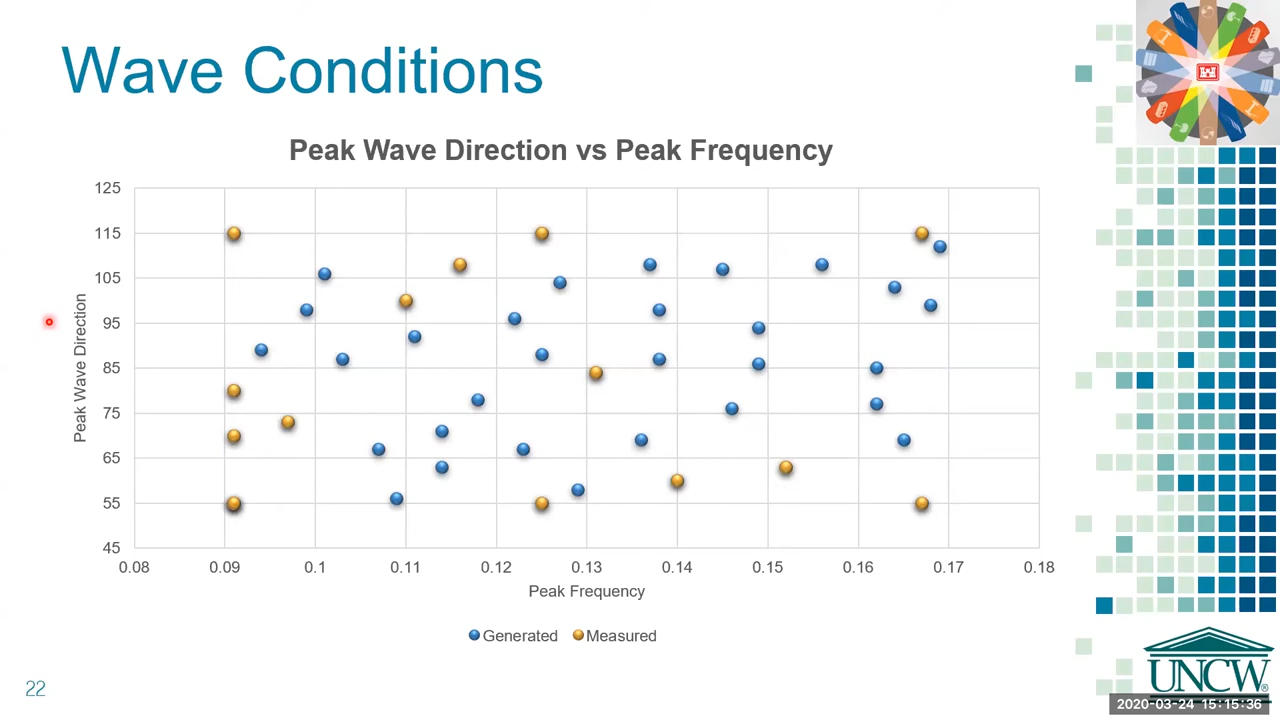 Wave Conditions
Peak Wave Direction vs Peak Frequency
125
115
105
95
85
75
65
55
45
Peak Wave Direction
0.08 0.09 0.1 0.11 0.12 0.13 0.14 0.15 0.16 0.17 0.18
Peak Frequency
Generated Measured
22
UNCW®
2020-03-24 15:15:36